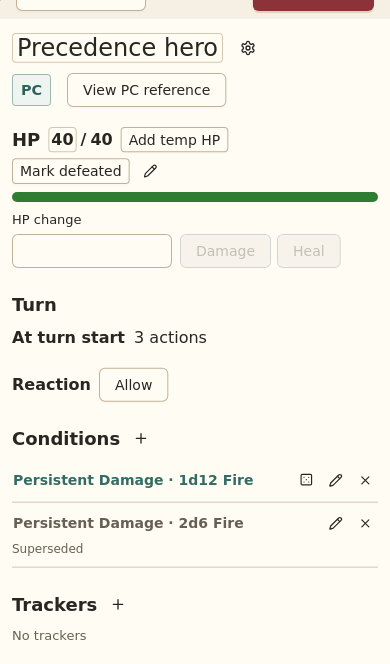 Precedence hero
PC View PC reference
HP 40 / 40 Add temp HP
Mark defeated
HP change
Damage Heal
Turn
At turn start 3 actions
Reaction Allow
Conditions +
Persistent Damage · 1d12 Fire
Persistent Damage · 2d6 Fire
Superseded
Trackers +
No trackers